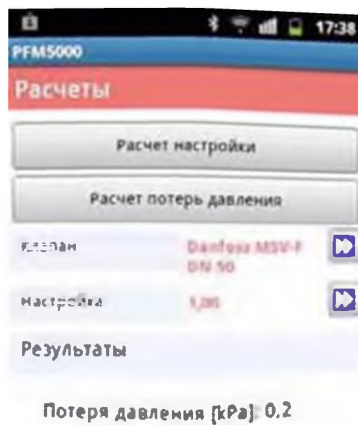 17:38
PFM5000
Расчеты
Расчет настройки
Расчет потерь давления
клапан Danfoss MSV-F
DN 50
настройка 1,00
Результаты
Потеря давления [kPa]: 0,2